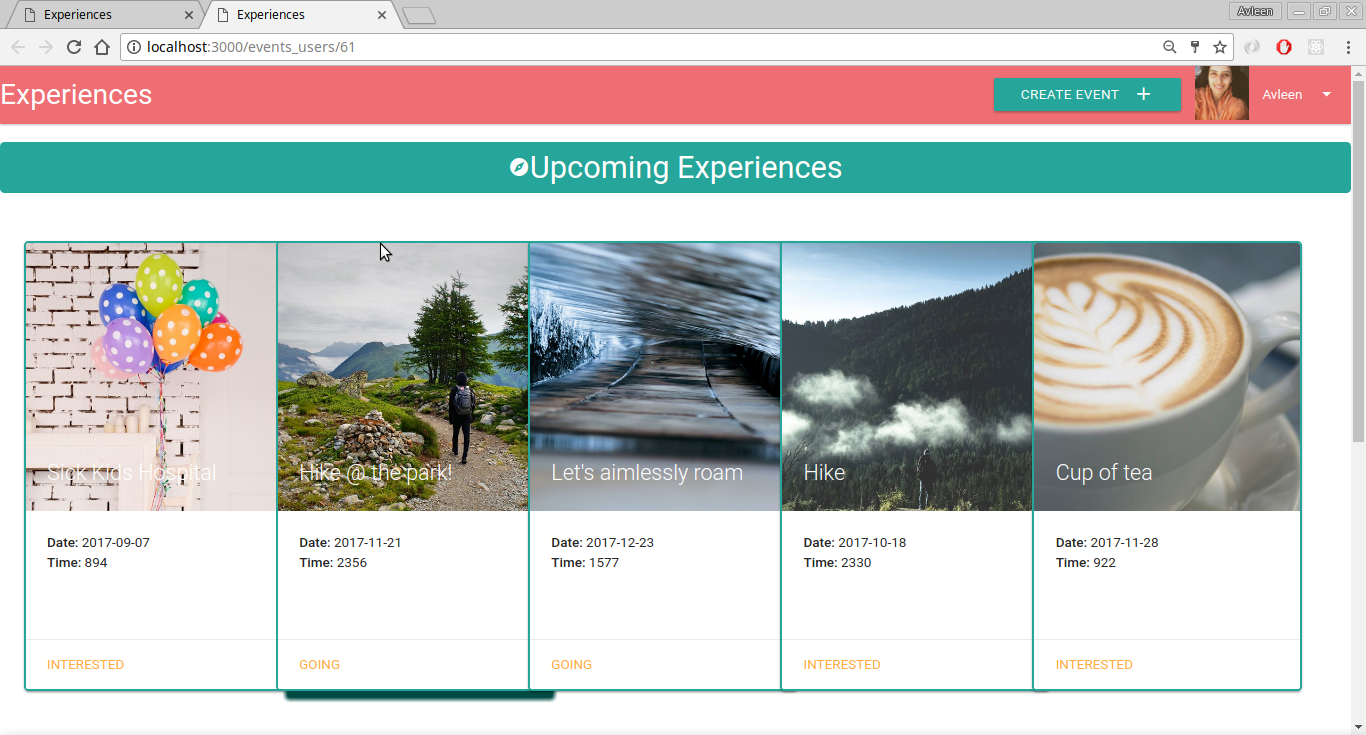 Experiences
Experiences
Avleen
localhost:3000/events_users/61
Experiences
CREATE EVENT +
Avleen
Upcoming Experiences
Sick Kids Hospital
Hike @ the park!
Let's aimlessly roam
Hike
Cup of tea
Date: 2017-09-07
Time: 894
Date: 2017-11-21
Time: 2356
Date: 2017-12-23
Time: 1577
Date: 2017-10-18
Time: 2330
Date: 2017-11-28
Time: 922
INTERESTED
GOING
GOING
INTERESTED
INTERESTED